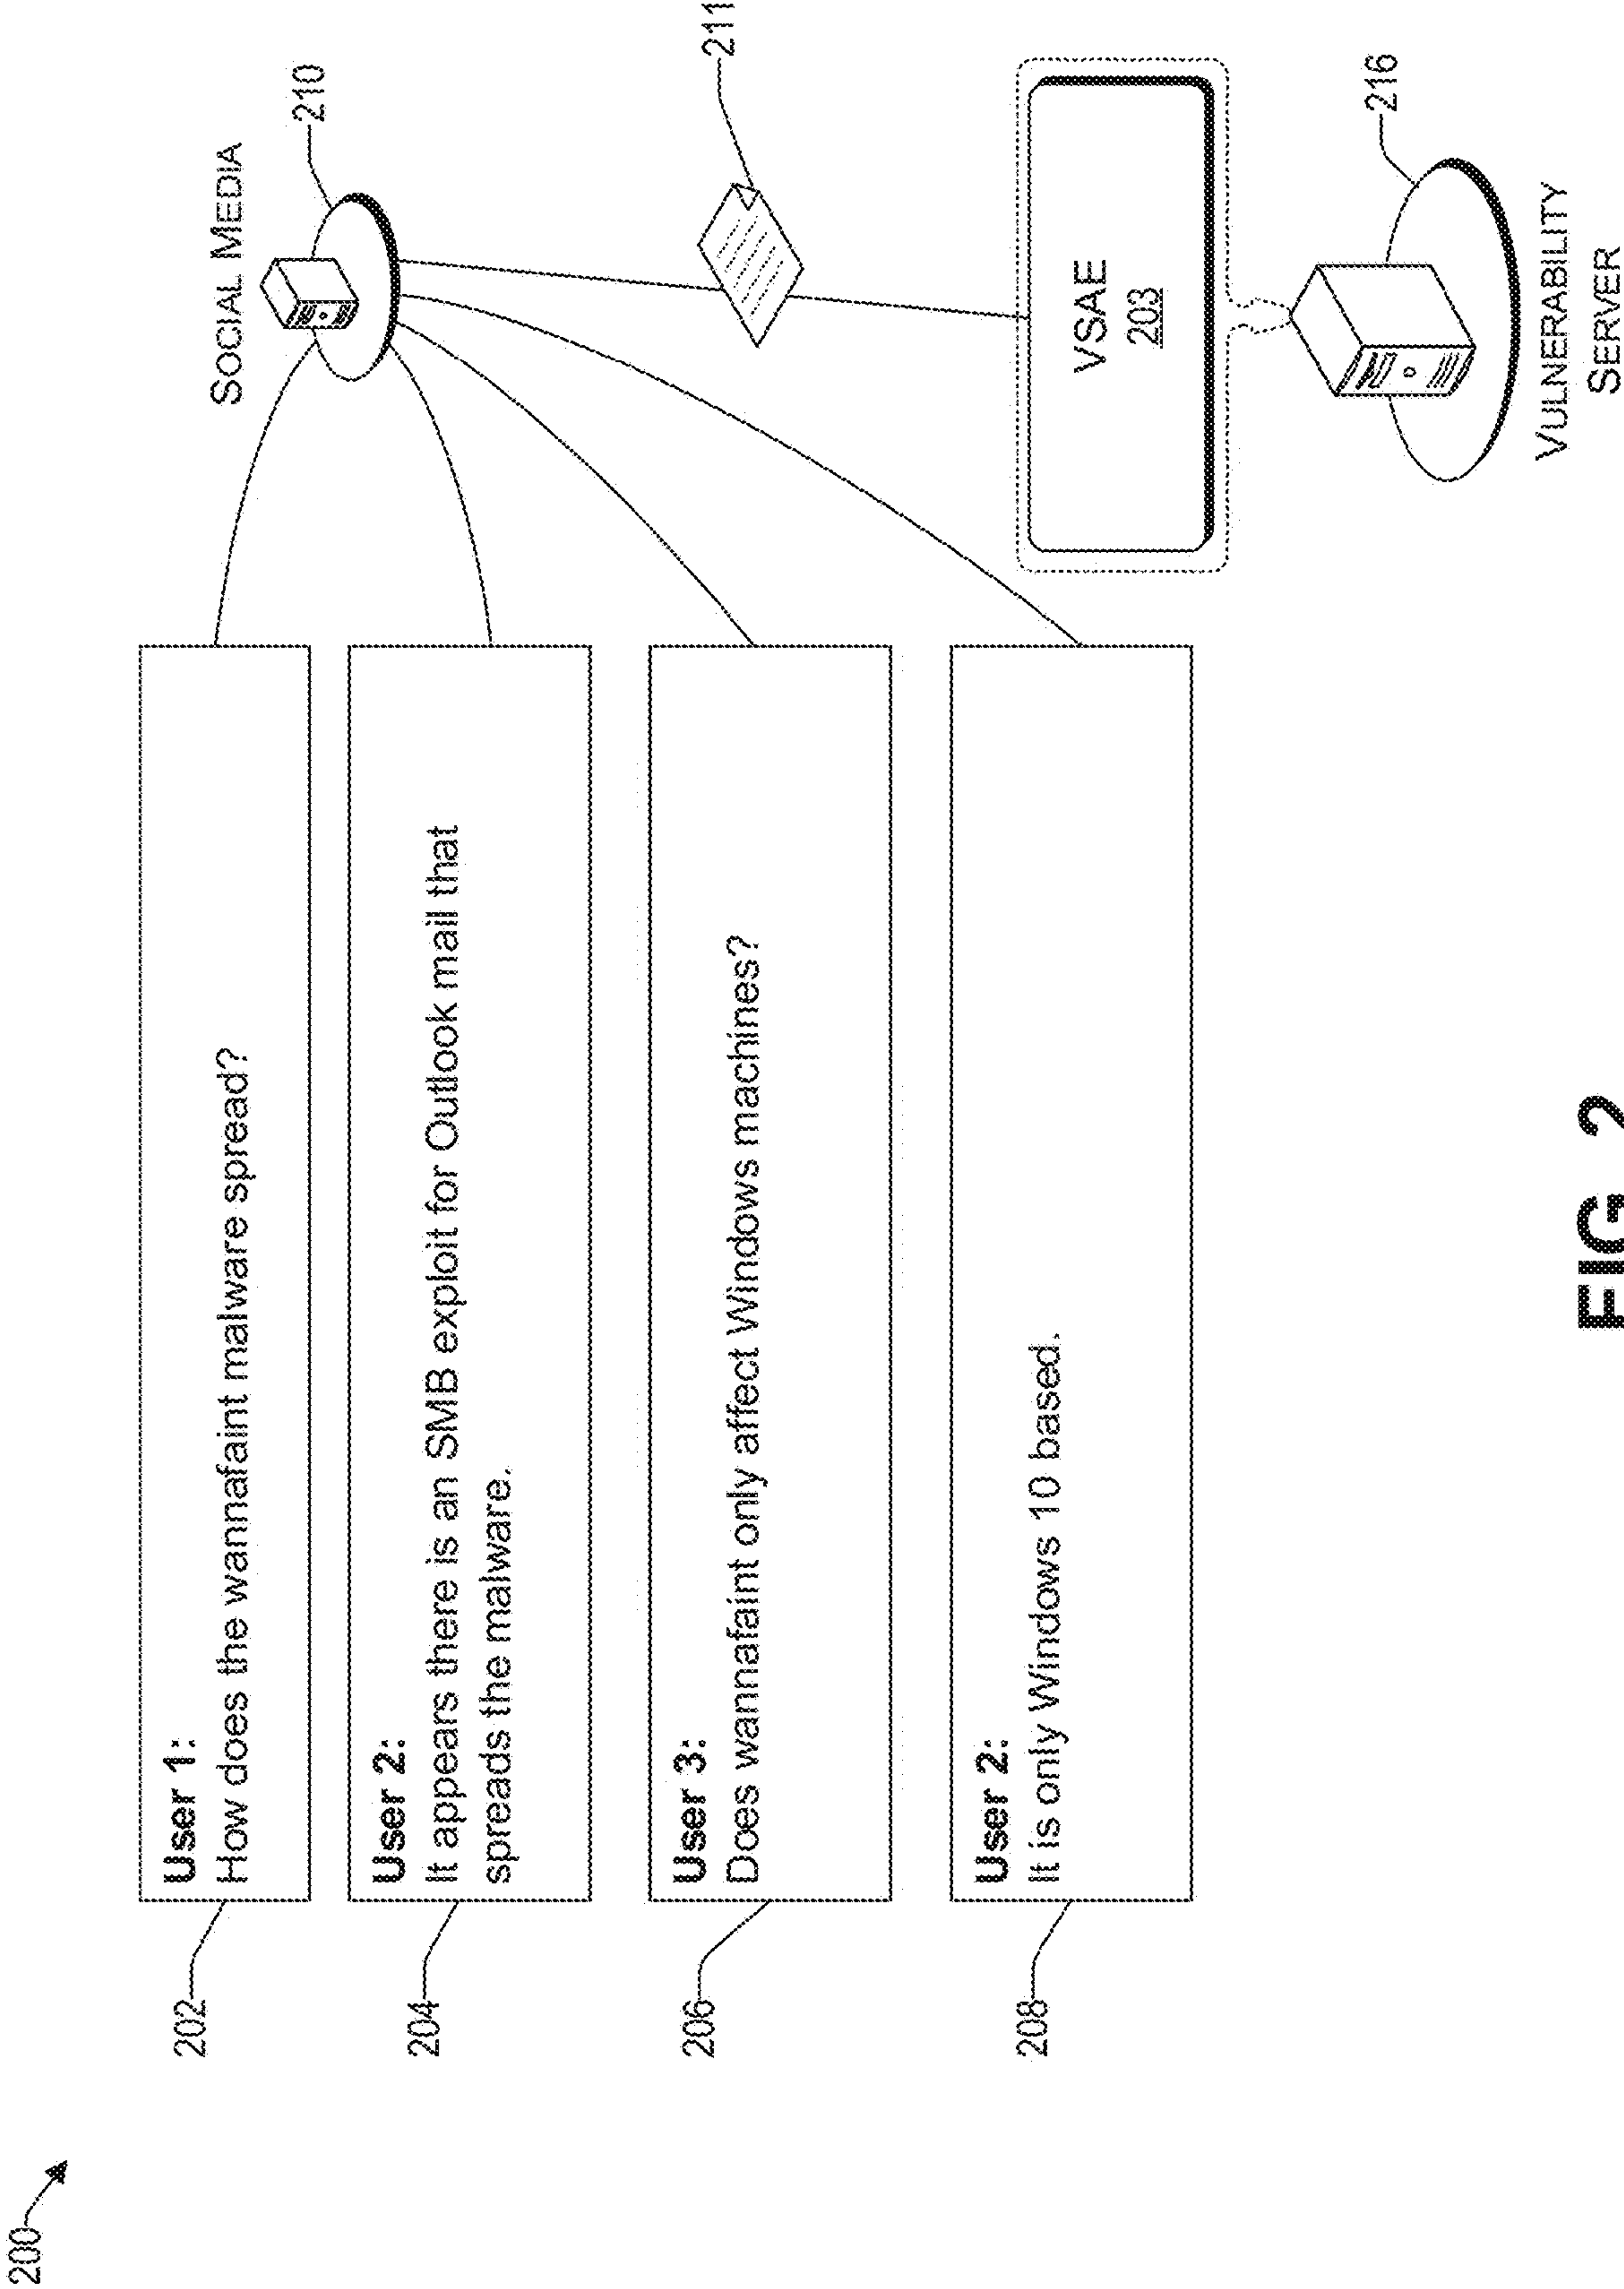 200
202
User 1:
How does the wannafaint malware spread?
204
User 2:
It appears there is an SMB exploit for Outlook mail that
spreads the malware.
206
User 3:
Does wannafaint only affect Windows machines?
208
User 2:
It is only Windows 10 based.
SOCIAL MEDIA
210
211
VSAE
203
216
VULNERABILITY
SERVER
FIG 2